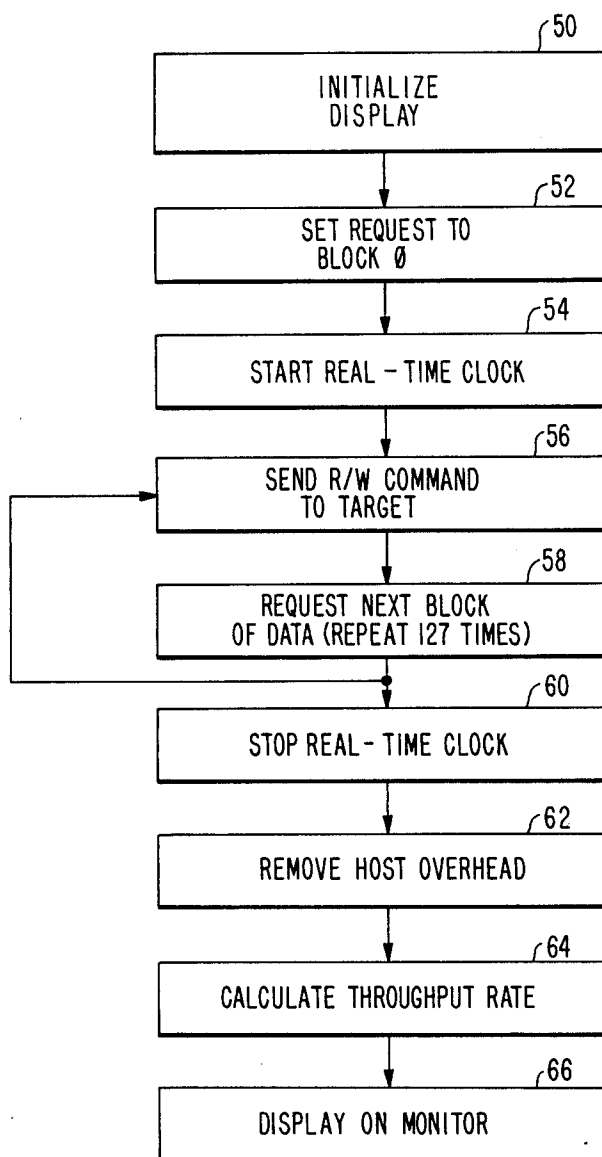 50
INITIALIZE
DISPLAY
52
SET REQUEST TO
BLOCK Ø
54
START REAL-TIME CLOCK
56
SEND R/W COMMAND
TO TARGET
58
REQUEST NEXT BLOCK
OF DATA (REPEAT 127 TIMES)
60
STOP REAL-TIME CLOCK
62
REMOVE HOST OVERHEAD
64
CALCULATE THROUGHPUT RATE
66
DISPLAY ON MONITOR